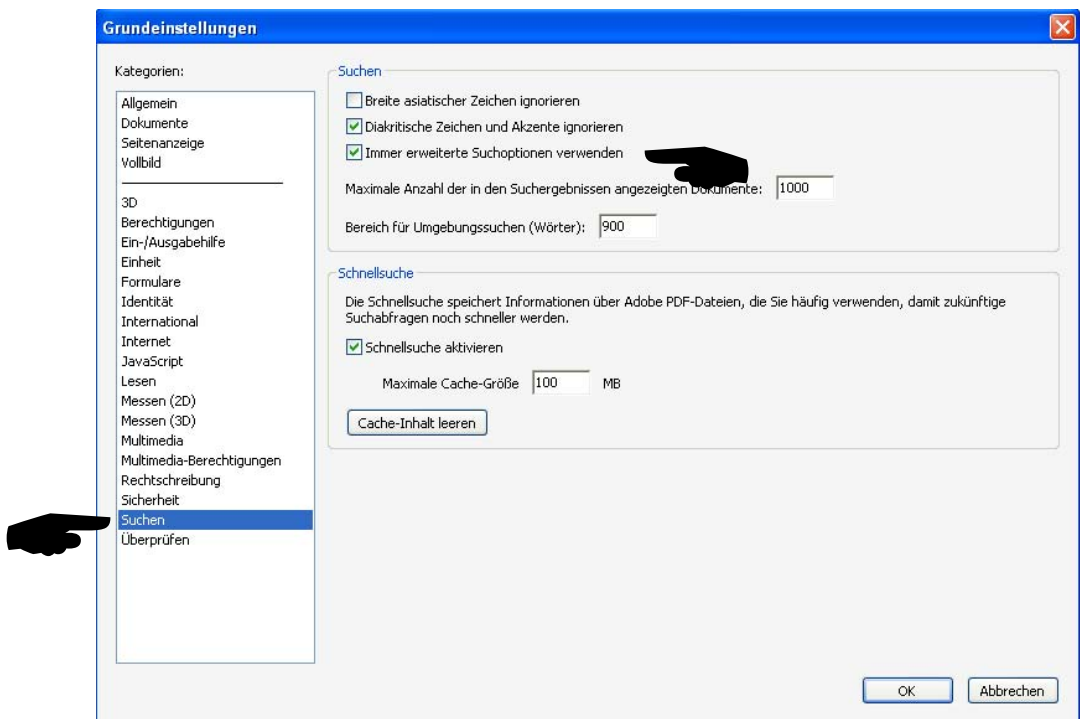 Grundeinstellungen
Kategorien:
Allgemein
Dokumente
Seitenanzeige
Vollbild
3D
Berechtigungen
Ein-/Ausgabehilfe
Einheit
Formulare
Identität
International
Internet
JavaScript
Lesen
Messen (2D)
Messen (3D)
Multimedia
Multimedia-Berechtigungen
Rechtschreibung
Sicherheit
Suchen
Überprüfen
Suchen
Breite asiatischer Zeichen ignorieren
Diakritische Zeichen und Akzente ignorieren
Immer erweiterte Suchoptionen verwenden
Maximale Anzahl der in den Suchergebnissen angezeigten Dokumente: 1000
Bereich für Umgebungssuchen (Wörter): 900
Schnellsuche
Die Schnellsuche speichert Informationen über Adobe PDF-Dateien, die Sie häufig verwenden, damit zukünftige
Suchabfragen noch schneller werden.
Schnellsuche aktivieren
Maximale Cache-Größe 100 MB
Cache-Inhalt leeren
OK Abbrechen